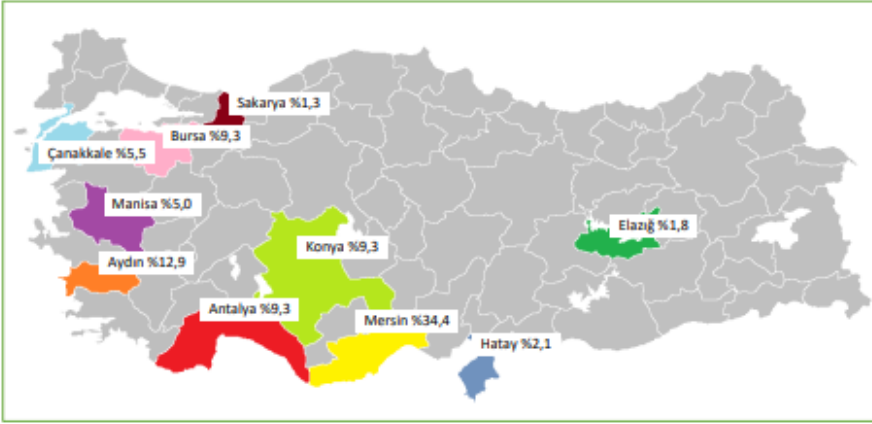 Sakarya %1,3
Bursa %9,3
Çanakkale %5,5
Manisa %5,0
Elazığ %1,8
Konya %9,3
Aydın %12,9
Antalya %9,3
Mersin %34,4
Hatay %2,1